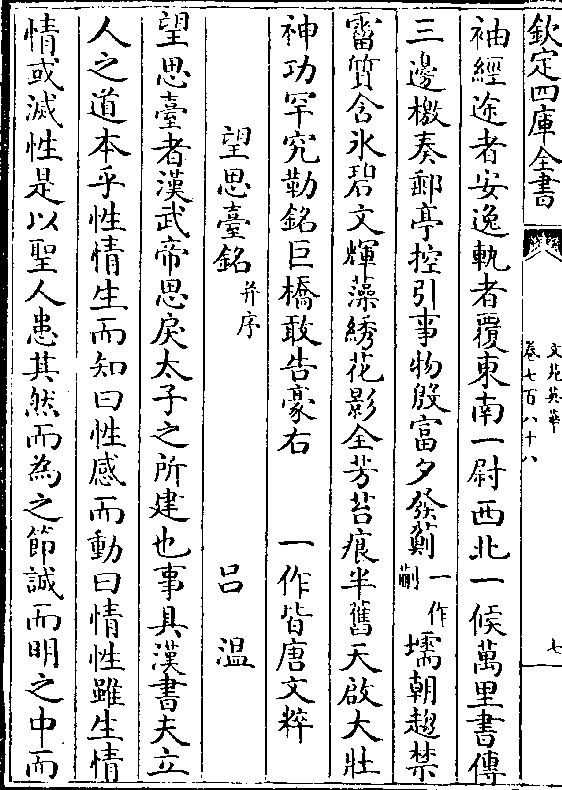 欽定四庫全書
文苑英華
卷七百八十八
七
袖經途者安逸軌者覆東南一尉西北一候萬里書傳
三邊檄奏郵亭控引事物殷富夕發薊一作㔉壖朝趨禁
霤質含氷碧文輝藻綉花影全芳苔痕半舊天啟大壯
神功罕究勒銘巨橋敢告豪右　一作皆唐文粹
望思臺銘并序　吕温
望思臺者漢武帝思戾太子之所建也事具漢書夫立
人之道本乎性情生而知曰性感而動曰情性雖生情
情或滅性是以聖人患其然而為之節誠而明之中而